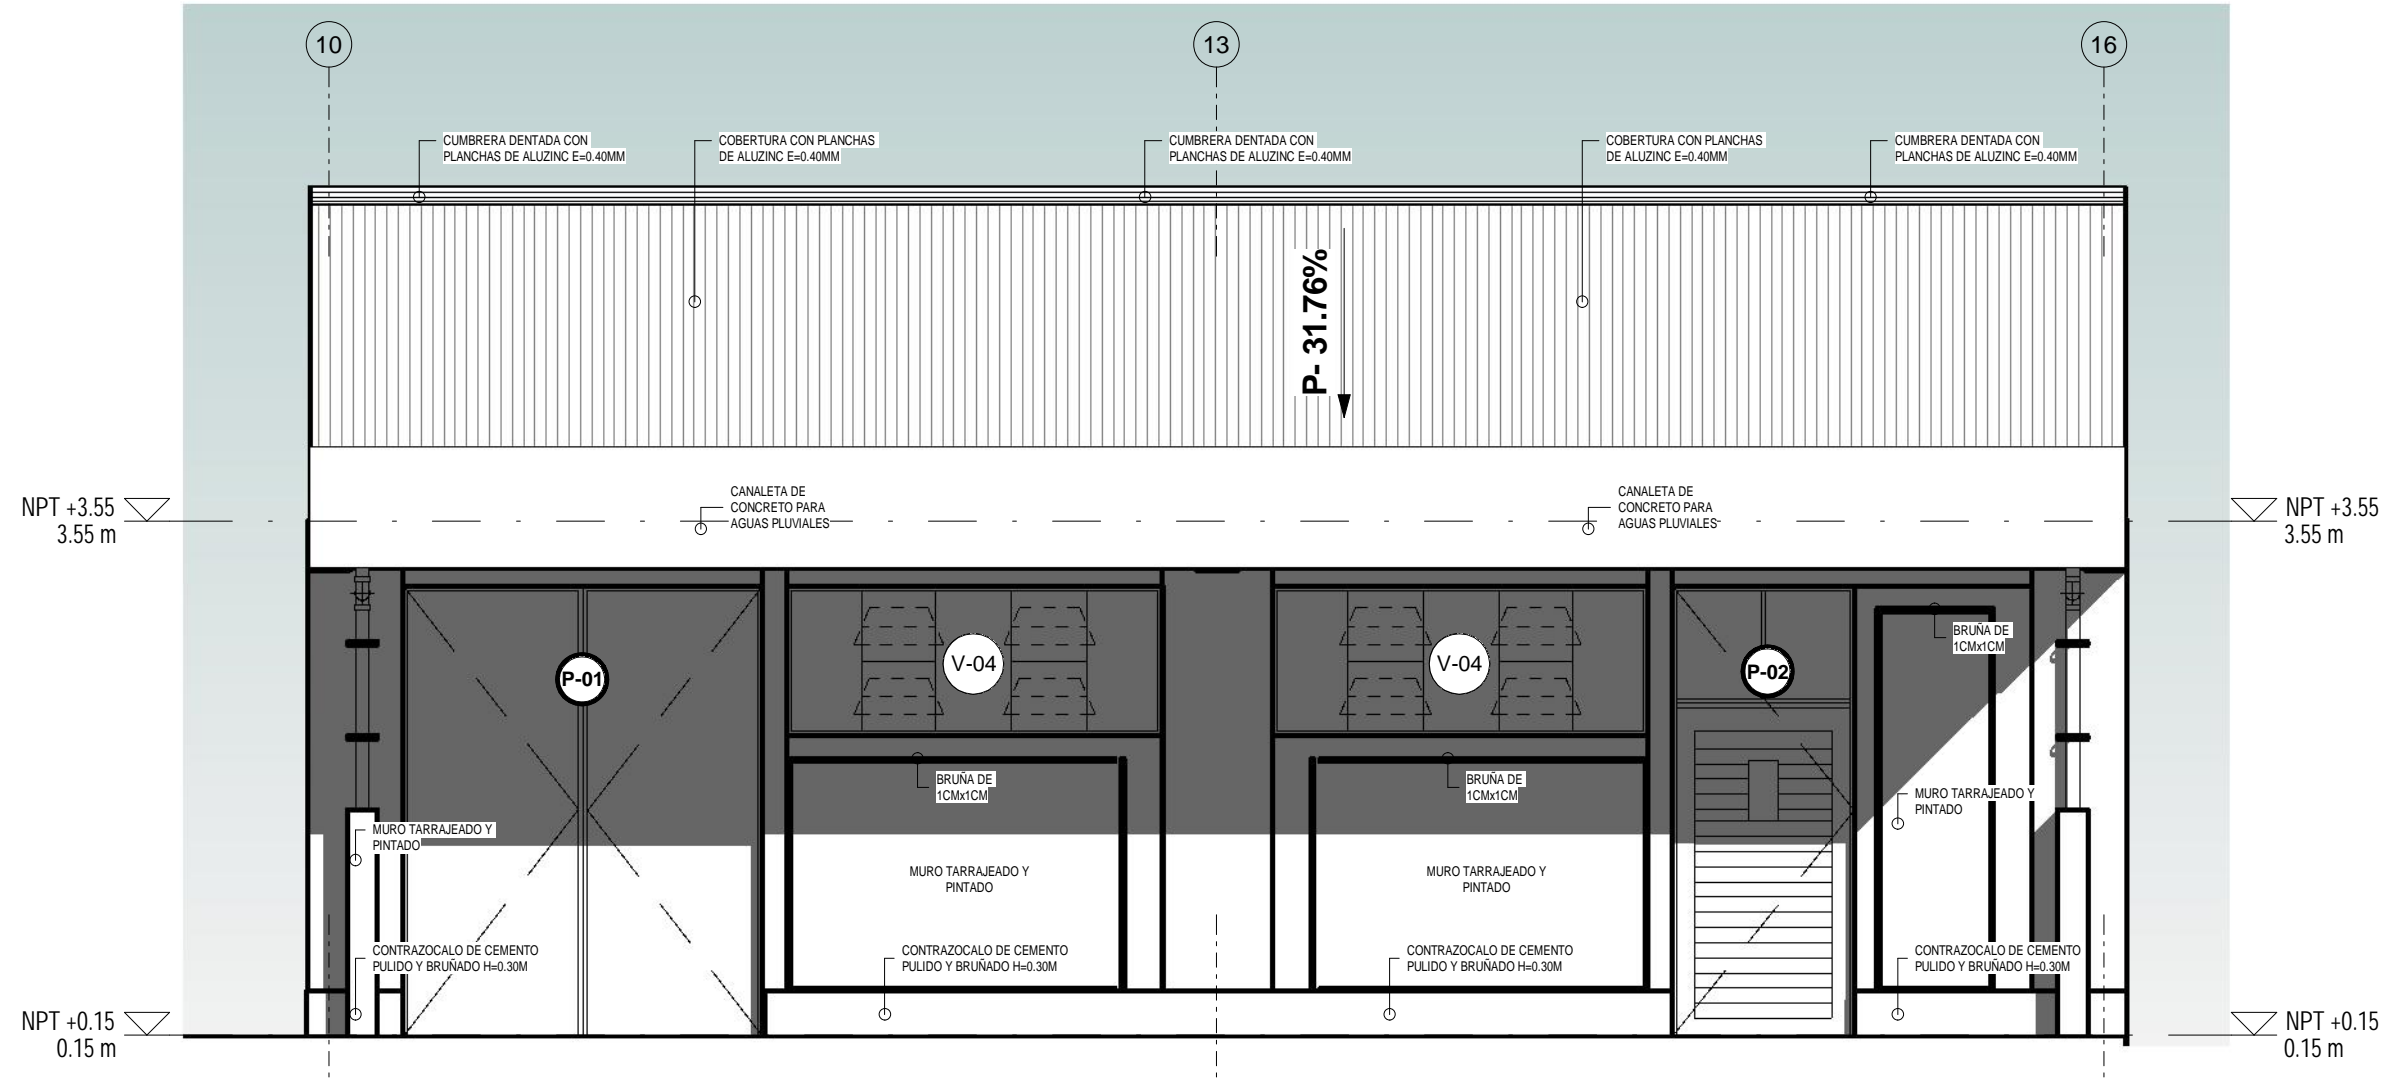 10
13
16
CUMBRERA DENTADA CON
PLANCHAS DE ALUZINC E=0.40MM
COBERTURA CON PLANCHAS
DE ALUZINC E=0.40MM
CUMBRERA DENTADA CON
PLANCHAS DE ALUZINC E=0.40MM
COBERTURA CON PLANCHAS
DE ALUZINC E=0.40MM
CUMBRERA DENTADA CON
PLANCHAS DE ALUZINC E=0.40MM
P- 31.76%
NPT +3.55
3.55 m
CANALETA DE
CONCRETO PARA
AGUAS PLUVIALES
CANALETA DE
CONCRETO PARA
AGUAS PLUVIALES
NPT +3.55
3.55 m
P-01
V-04
V-04
P-02
BRUÑA DE
1CMx1CM
BRUÑA DE
1CMx1CM
BRUÑA DE
1CMx1CM
MURO TARRAJEADO Y
PINTADO
MURO TARRAJEADO Y
PINTADO
MURO TARRAJEADO Y
PINTADO
MURO TARRAJEADO Y
PINTADO
CONTRAZOCALO DE CEMENTO
PULIDO Y BRUÑADO H=0.30M
CONTRAZOCALO DE CEMENTO
PULIDO Y BRUÑADO H=0.30M
CONTRAZOCALO DE CEMENTO
PULIDO Y BRUÑADO H=0.30M
CONTRAZOCALO DE CEMENTO
PULIDO Y BRUÑADO H=0.30M
NPT +0.15
0.15 m
NPT +0.15
0.15 m